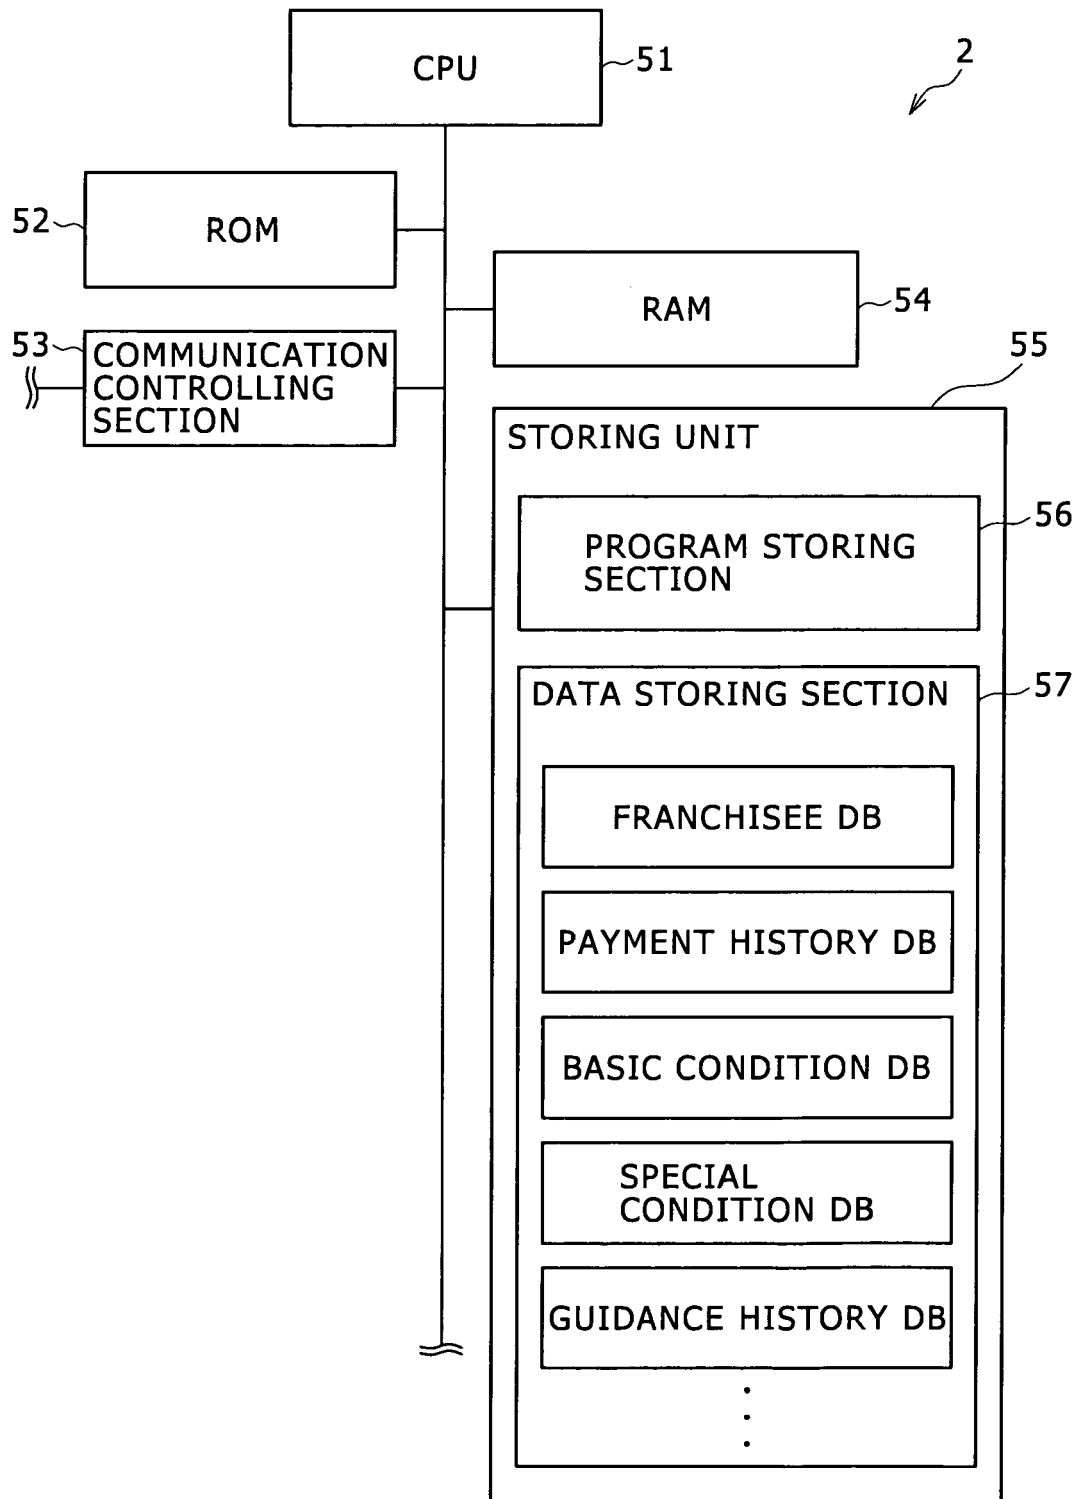 CPU
51
2
52
ROM
RAM
54
53
COMMUNICATION
CONTROLLING
SECTION
55
STORING UNIT
56
PROGRAM STORING
SECTION
57
DATA STORING SECTION
FRANCHISEE DB
PAYMENT HISTORY DB
BASIC CONDITION DB
SPECIAL
CONDITION DB
GUIDANCE HISTORY DB